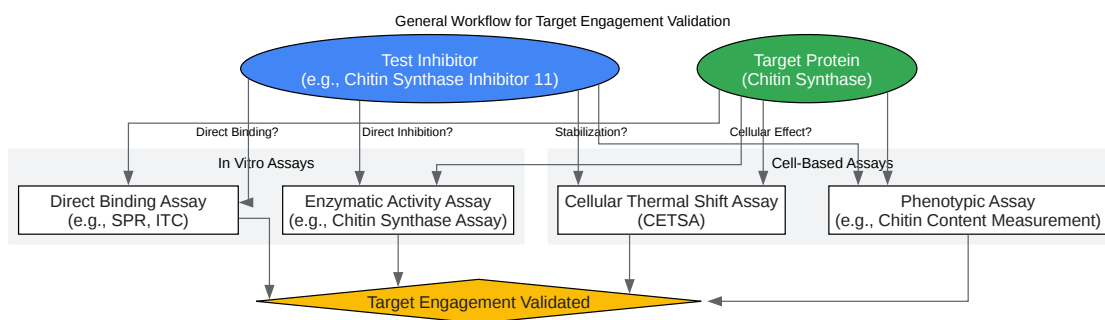 General Workflow for Target Engagement Validation
Test Inhibitor
(e.g., Chitin Synthase Inhibitor 11)
Target Protein
(Chitin Synthase)
Direct Binding?
Direct Inhibition?
Stabilization?
Cellular Effect?
In Vitro Assays
Cell-Based Assays
Direct Binding Assay
(e.g., SPR, ITC)
Enzymatic Activity Assay
(e.g., Chitin Synthase Assay)
Cellular Thermal Shift Assay
(CETSA)
Phenotypic Assay
(e.g., Chitin Content Measurement)
Target Engagement Validated